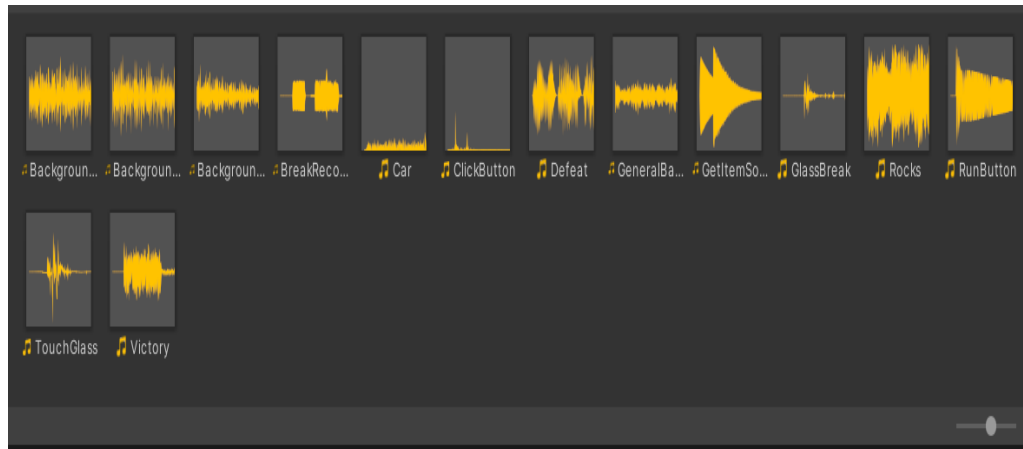 Backgroun... Backgroun... Backgroun... BreakReco... Car ClickButton Defeat GeneralBa... GetItemSo... GlassBreak Rocks RunButton
TouchGlass Victory